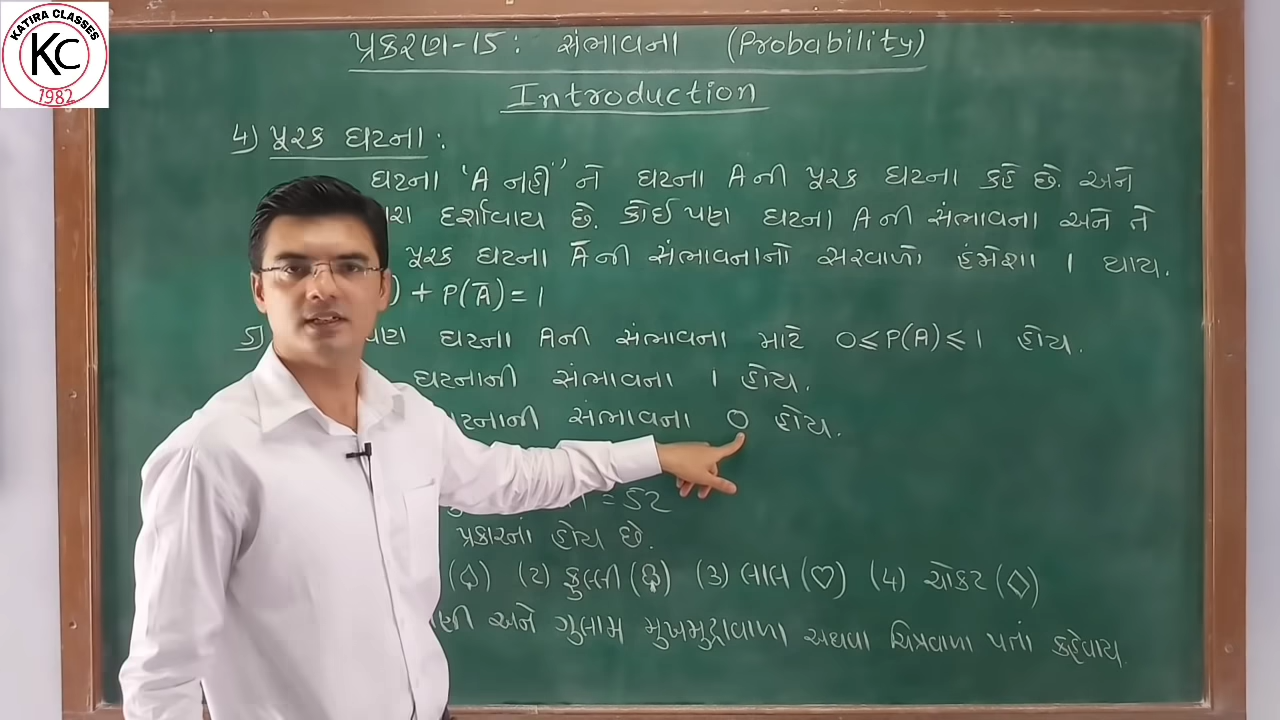 KATIRA CLASSES
KC
1982
પ્રકરણ-15: સંભાવના (Probability)
Introduction
4) પૂરક ઘટના:
ઘટના 'A નહીં' ને ઘટના A ની પૂરક ઘટના કહે છે. અને
દર્શાવાય છે. કોઈ પણ ઘટના A ની સંભાવના અને તે
પૂરક ઘટના A̅ ની સંભાવનાનો સરવાળો હંમેશા 1 થાય.
) + P(A̅) = 1
5) પણ ઘટના A ની સંભાવના માટે 0≤P(A)≤1 હોય.
ઘટનાની સંભાવના 1 હોય.
ઘટનાની સંભાવના 0 હોય.
= 52
પ્રકારનાં હોય છે.
(♤) (2) ફુલ્લી (♧) (3) લાલ (♡) (4) ચોકટ (♢)
અને ગુલામ મુખમુદ્રાવાળા અથવા ચિત્રવાળા પત્તાં કહેવાય